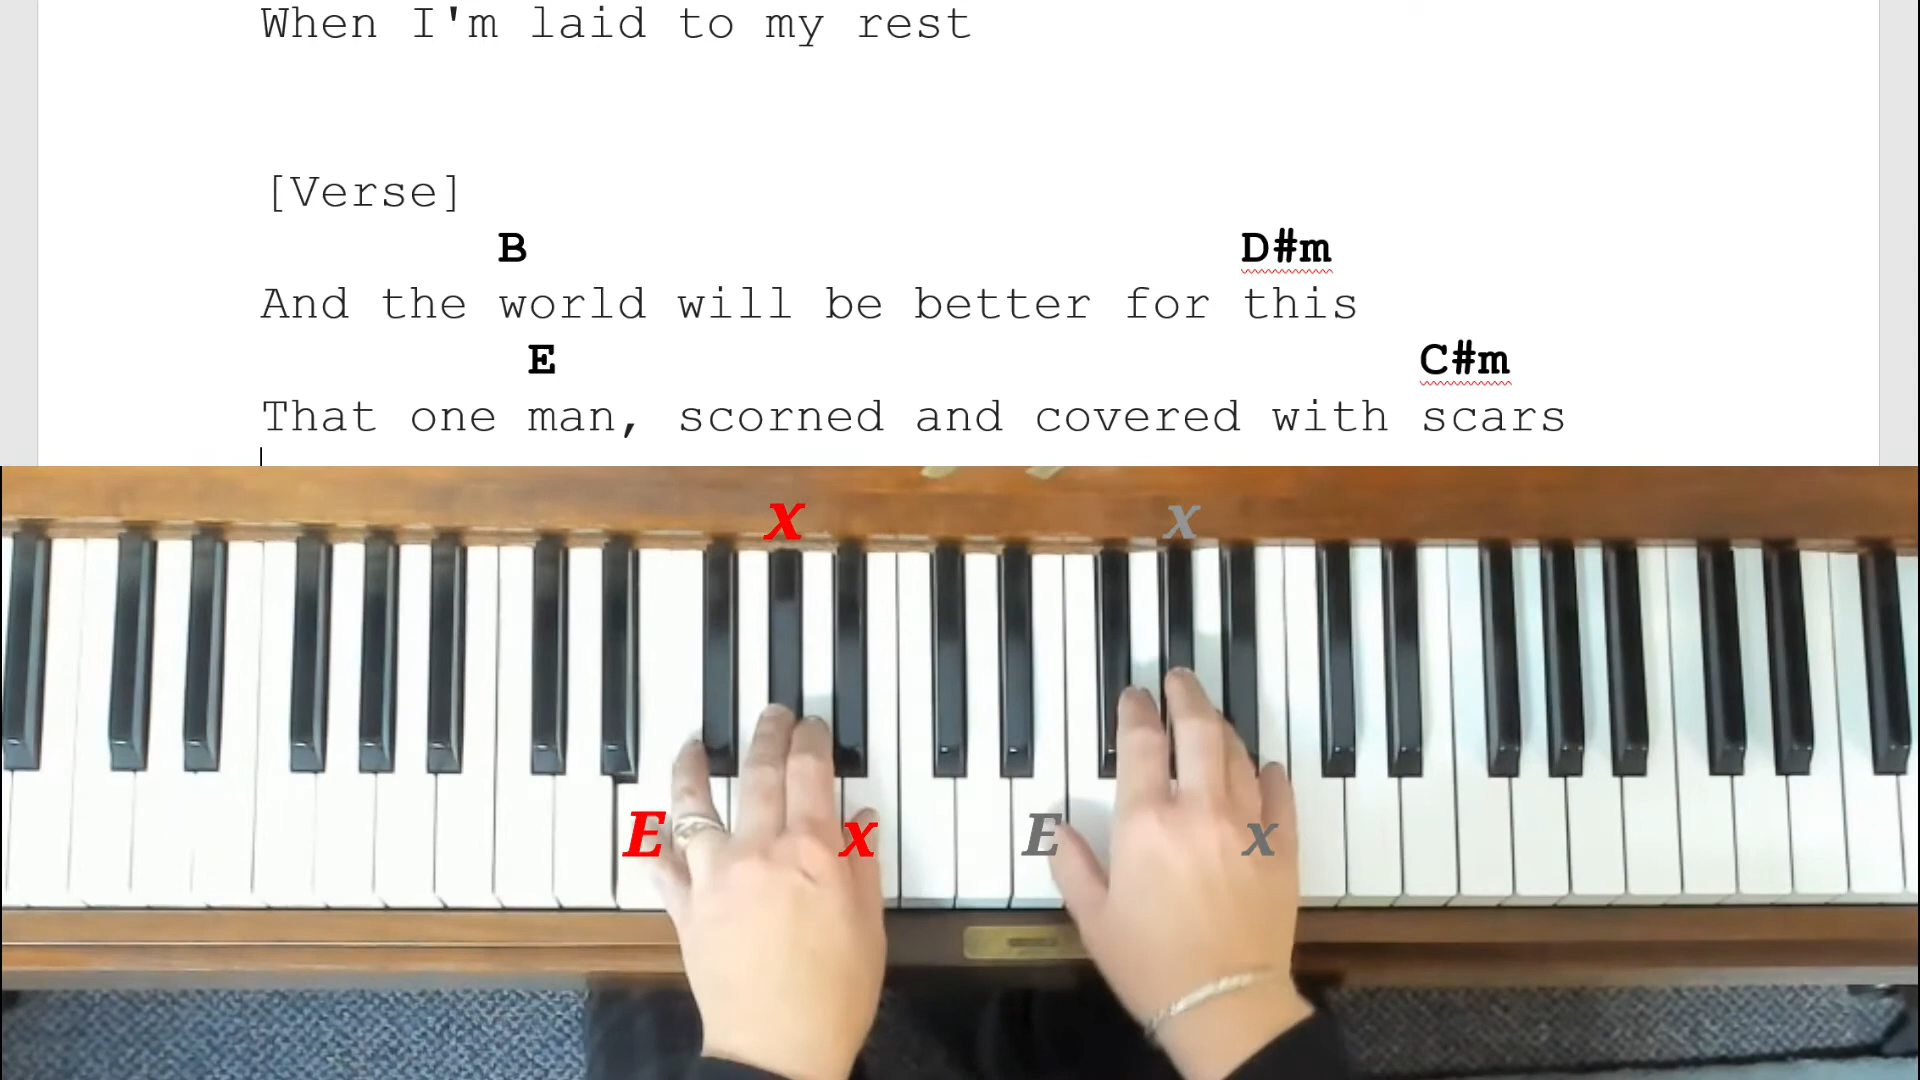 When I'm laid to my rest
[Verse]
B D#m
And the world will be better for this
E C#m
That one man, scorned and covered with scars
x x
E x E x